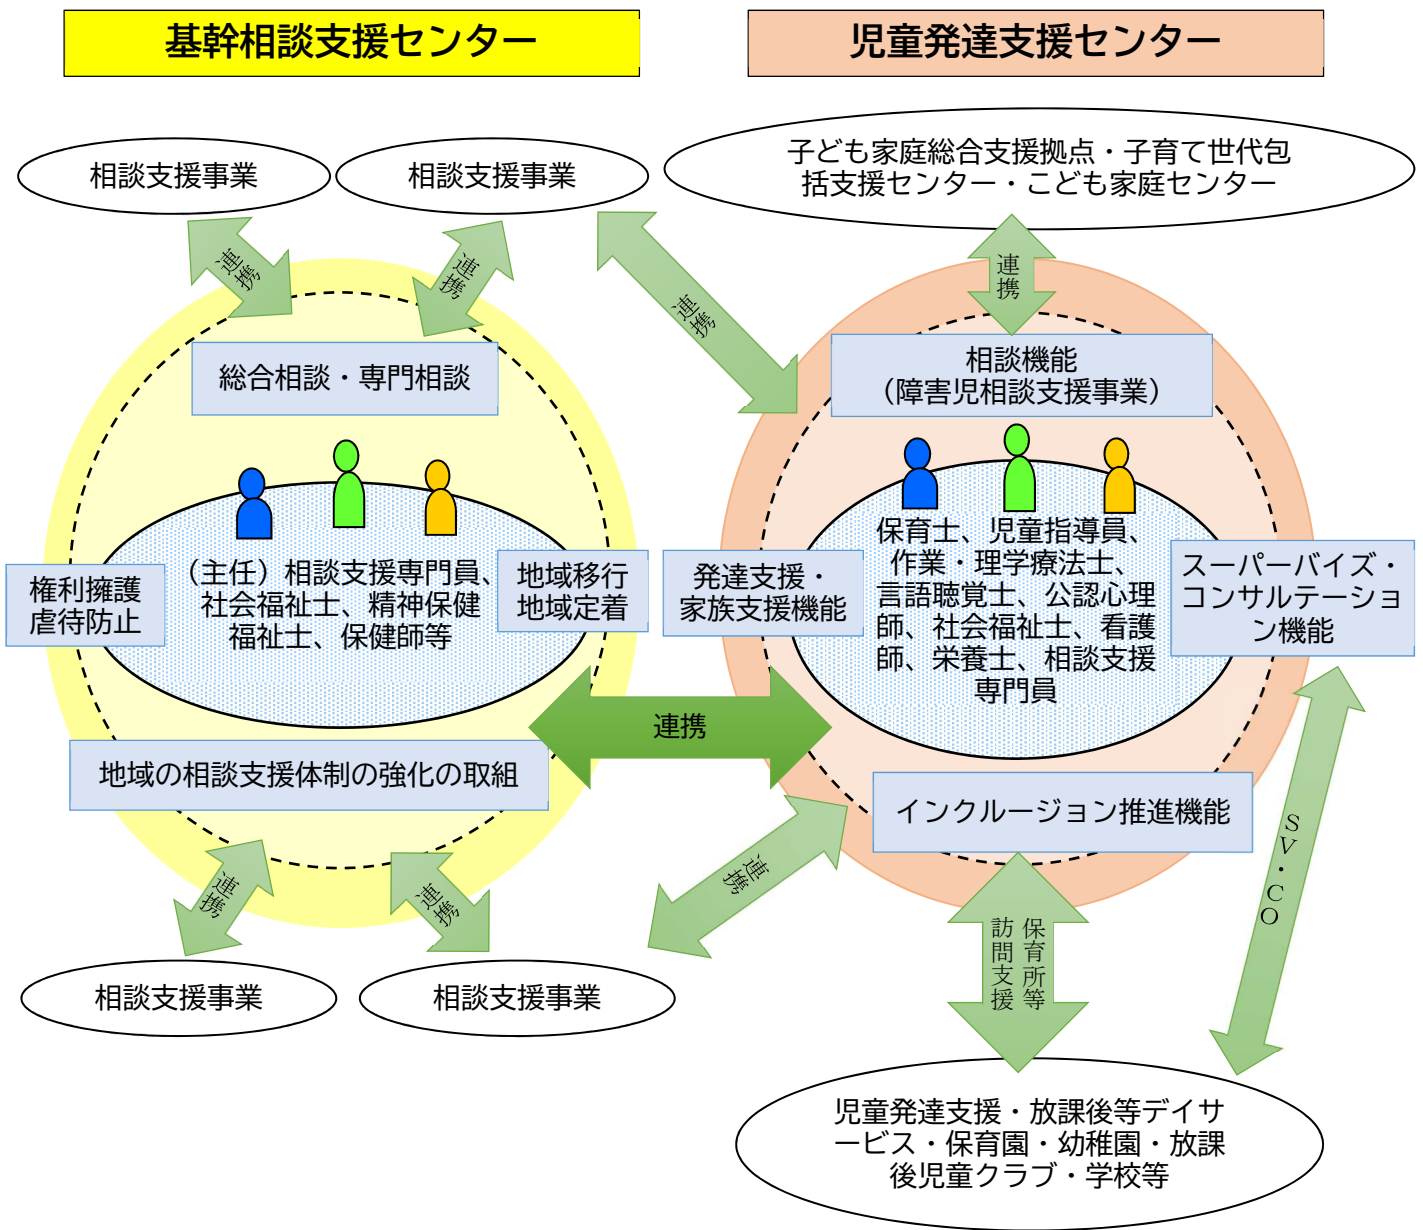 基幹相談支援センター
児童発達支援センター
相談支援事業
相談支援事業
子ども家庭総合支援拠点・子育て世代包
括支援センター・こども家庭センター
連携
連携
連携
連携
総合相談・専門相談
相談機能
（障害児相談支援事業）
権利擁護
虐待防止
（主任）相談支援専門員、
社会福祉士、精神保健
福祉士、保健師等
地域移行
地域定着
発達支援・
家族支援機能
保育士、児童指導員、
作業・理学療法士、
言語聴覚士、公認心理
師、社会福祉士、看護
師、栄養士、相談支援
専門員
スーパーバイズ・
コンサルテーショ
ン機能
連携
地域の相談支援体制の強化の取組
インクルージョン推進機能
連携
連携
連携
保育所等
訪問支援
SV・CO
相談支援事業
相談支援事業
児童発達支援・放課後等デイサ
ービス・保育園・幼稚園・放課
後児童クラブ・学校等